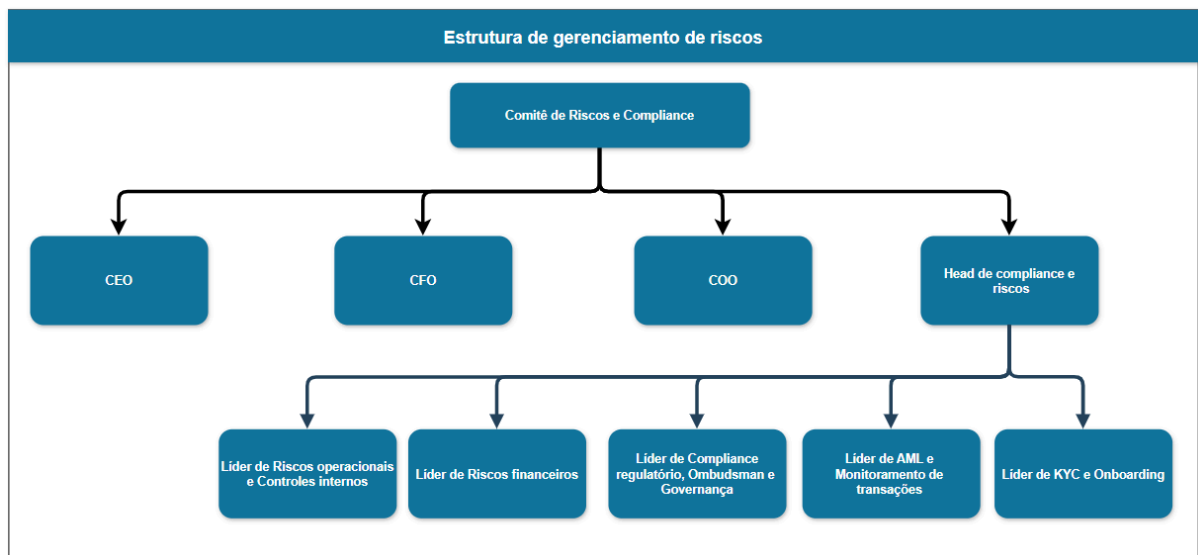 Estrutura de gerenciamento de riscos
Comitê de Riscos e Compliance
CEO
CFO
COO
Head de compliance e
riscos
Líder de Riscos operacionais
e Controles internos
Líder de Riscos financeiros
Líder de Compliance
regulatório, Ombudsman e
Governança
Líder de AML e
Monitoramento de
transações
Líder de KYC e Onboarding